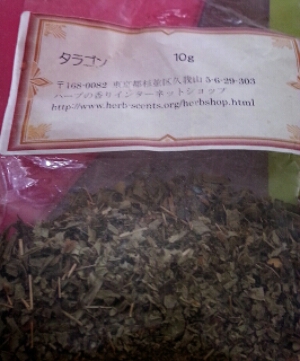 タラゴン 10g
〒168-0082 東京都杉並区久我山 3-6-29-303
ハーブの香りインターネットショップ
http://www.herb-scents.org/herbshop.html